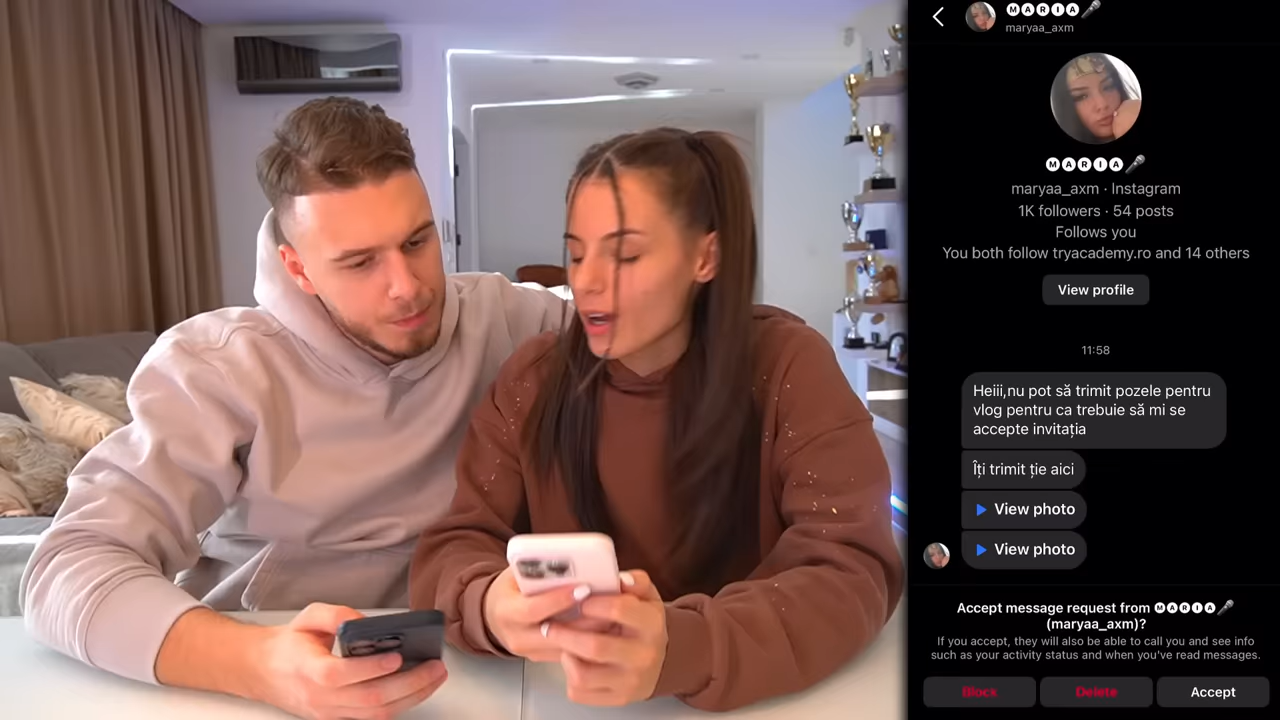 🅜🅐🅡🅘🅐🎤
maryaa_axm
🅜🅐🅡🅘🅐🎤
maryaa_axm · Instagram
1K followers · 54 posts
Follows you
You both follow tryacademy.ro and 14 others
View profile
11:58
Heiii,nu pot să trimit pozele pentru
vlog pentru ca trebuie să mi se
accepte invitația
Îți trimit ție aici
View photo
View photo
Accept message request from 🅜🅐🅡🅘🅐🎤
(maryaa_axm)?
If you accept, they will also be able to call you and see info
such as your activity status and when you've read messages.
Block
Delete
Accept